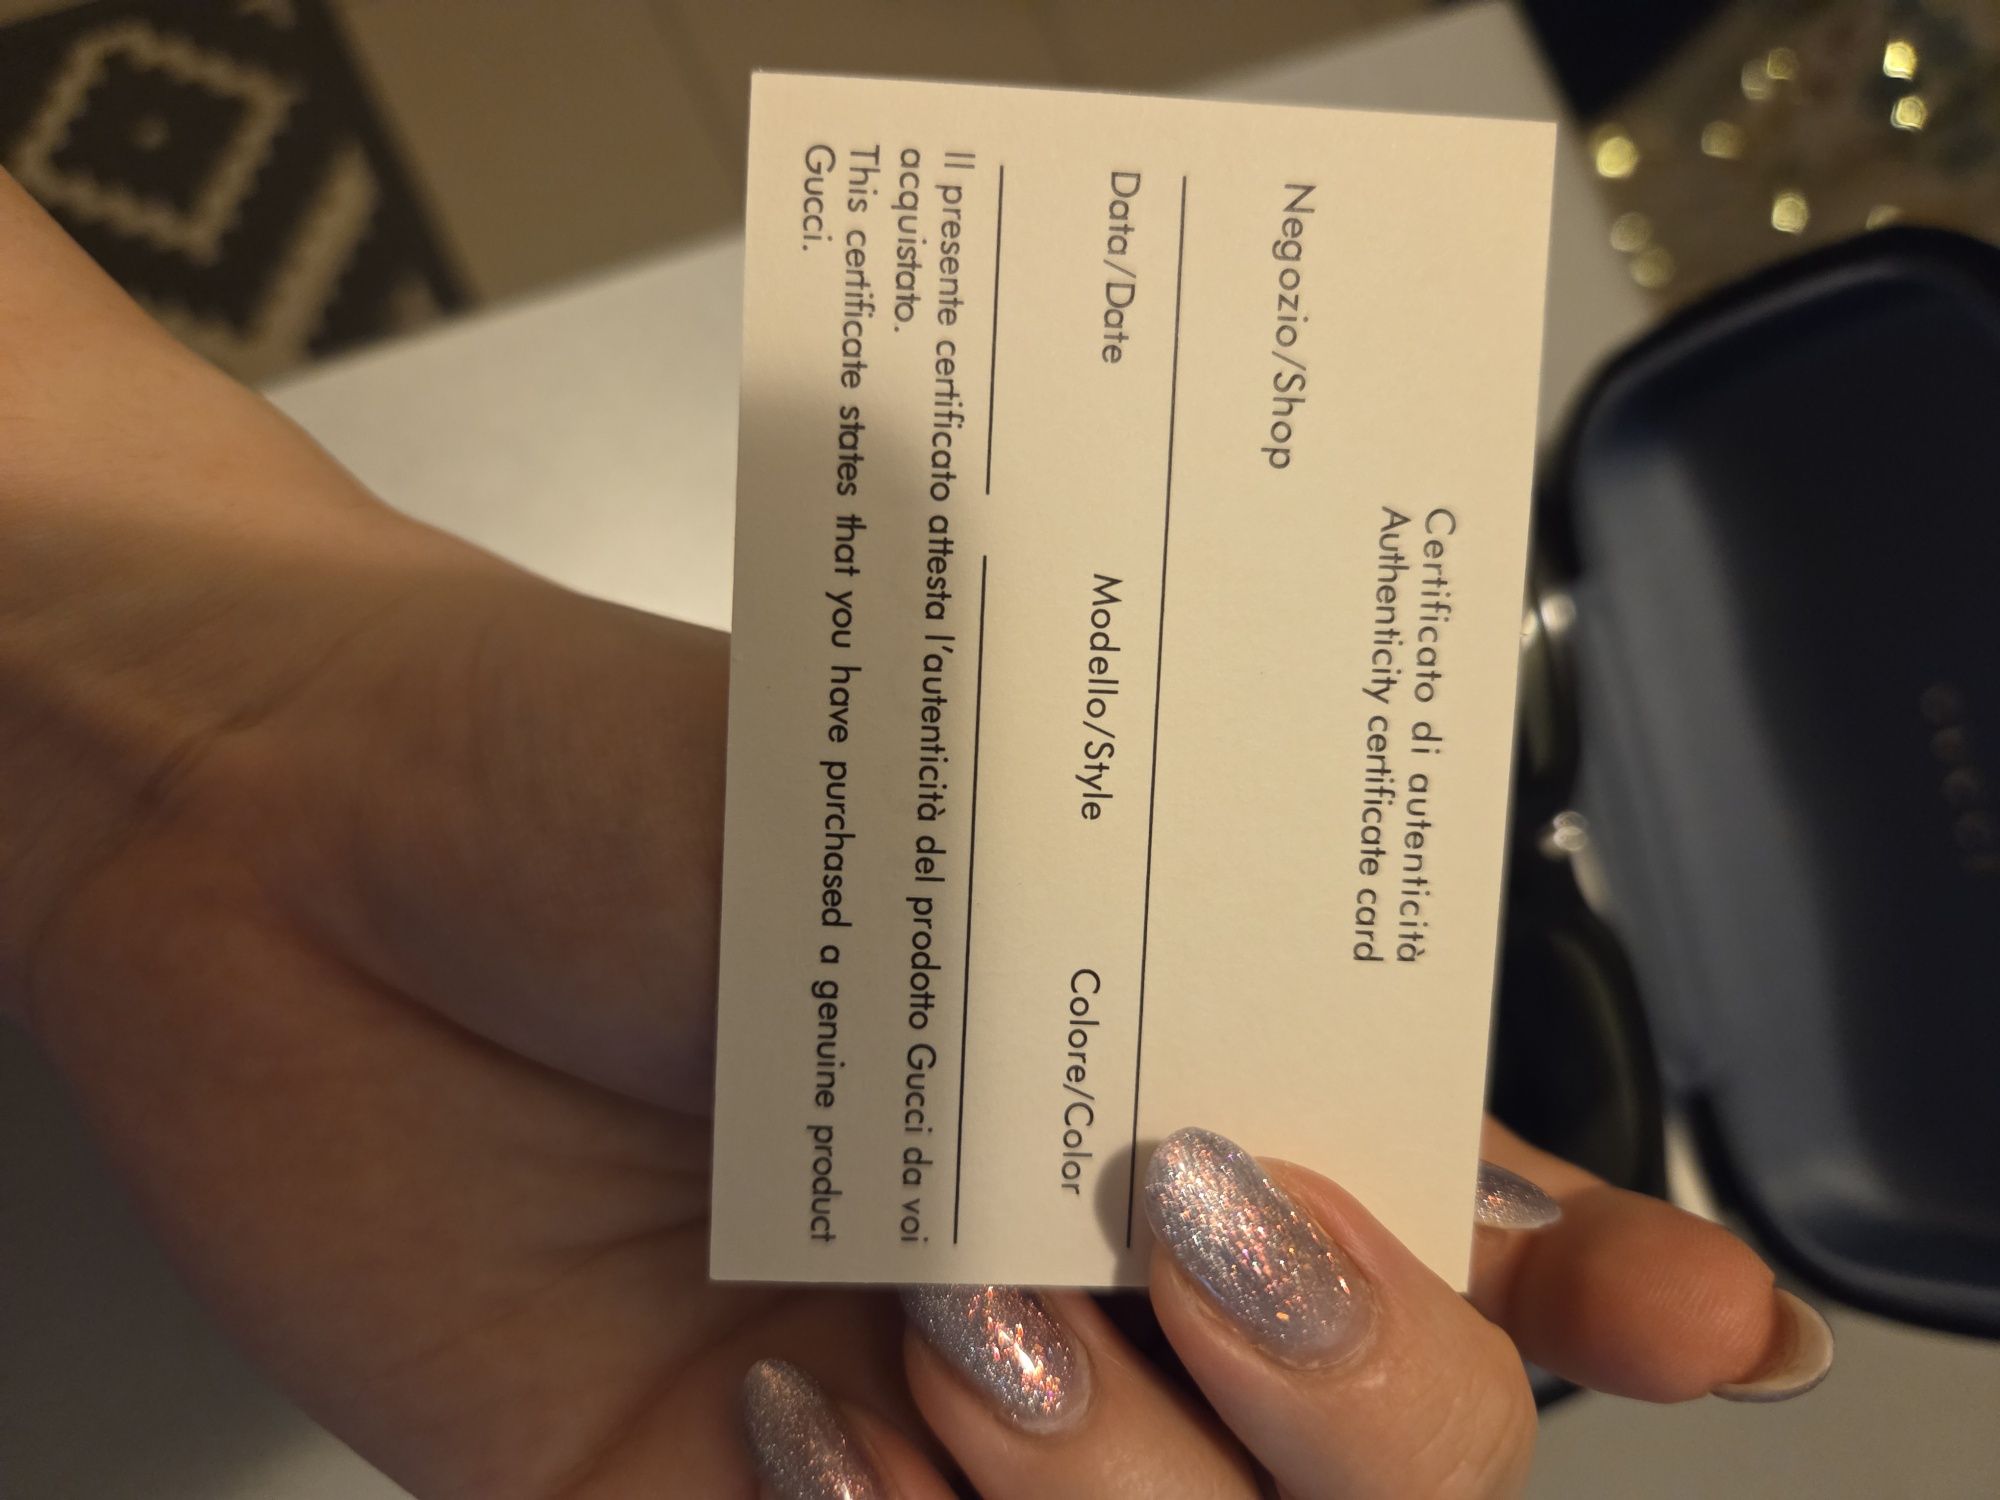 Certificato di autenticità
Authenticity certificate card
Negozio/Shop
Data/Date Modello/Style Colore/Color
Il presente certificato attesta l'autenticità del prodotto Gucci da voi
acquistato.
This certificate states that you have purchased a genuine product
Gucci.
GUCCI